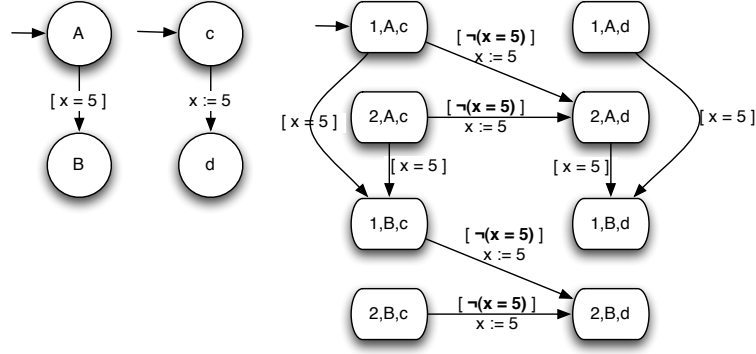 A
c
[ x = 5 ]
x := 5
B
d
1,A,c
1,A,d
[ ¬(x = 5) ]
x := 5
2,A,c
[ ¬(x = 5) ]
x := 5
2,A,d
[ x = 5 ]
[ x = 5 ]
[ x = 5 ]
[ x = 5 ]
1,B,c
1,B,d
[ ¬(x = 5) ]
x := 5
2,B,c
[ ¬(x = 5) ]
x := 5
2,B,d